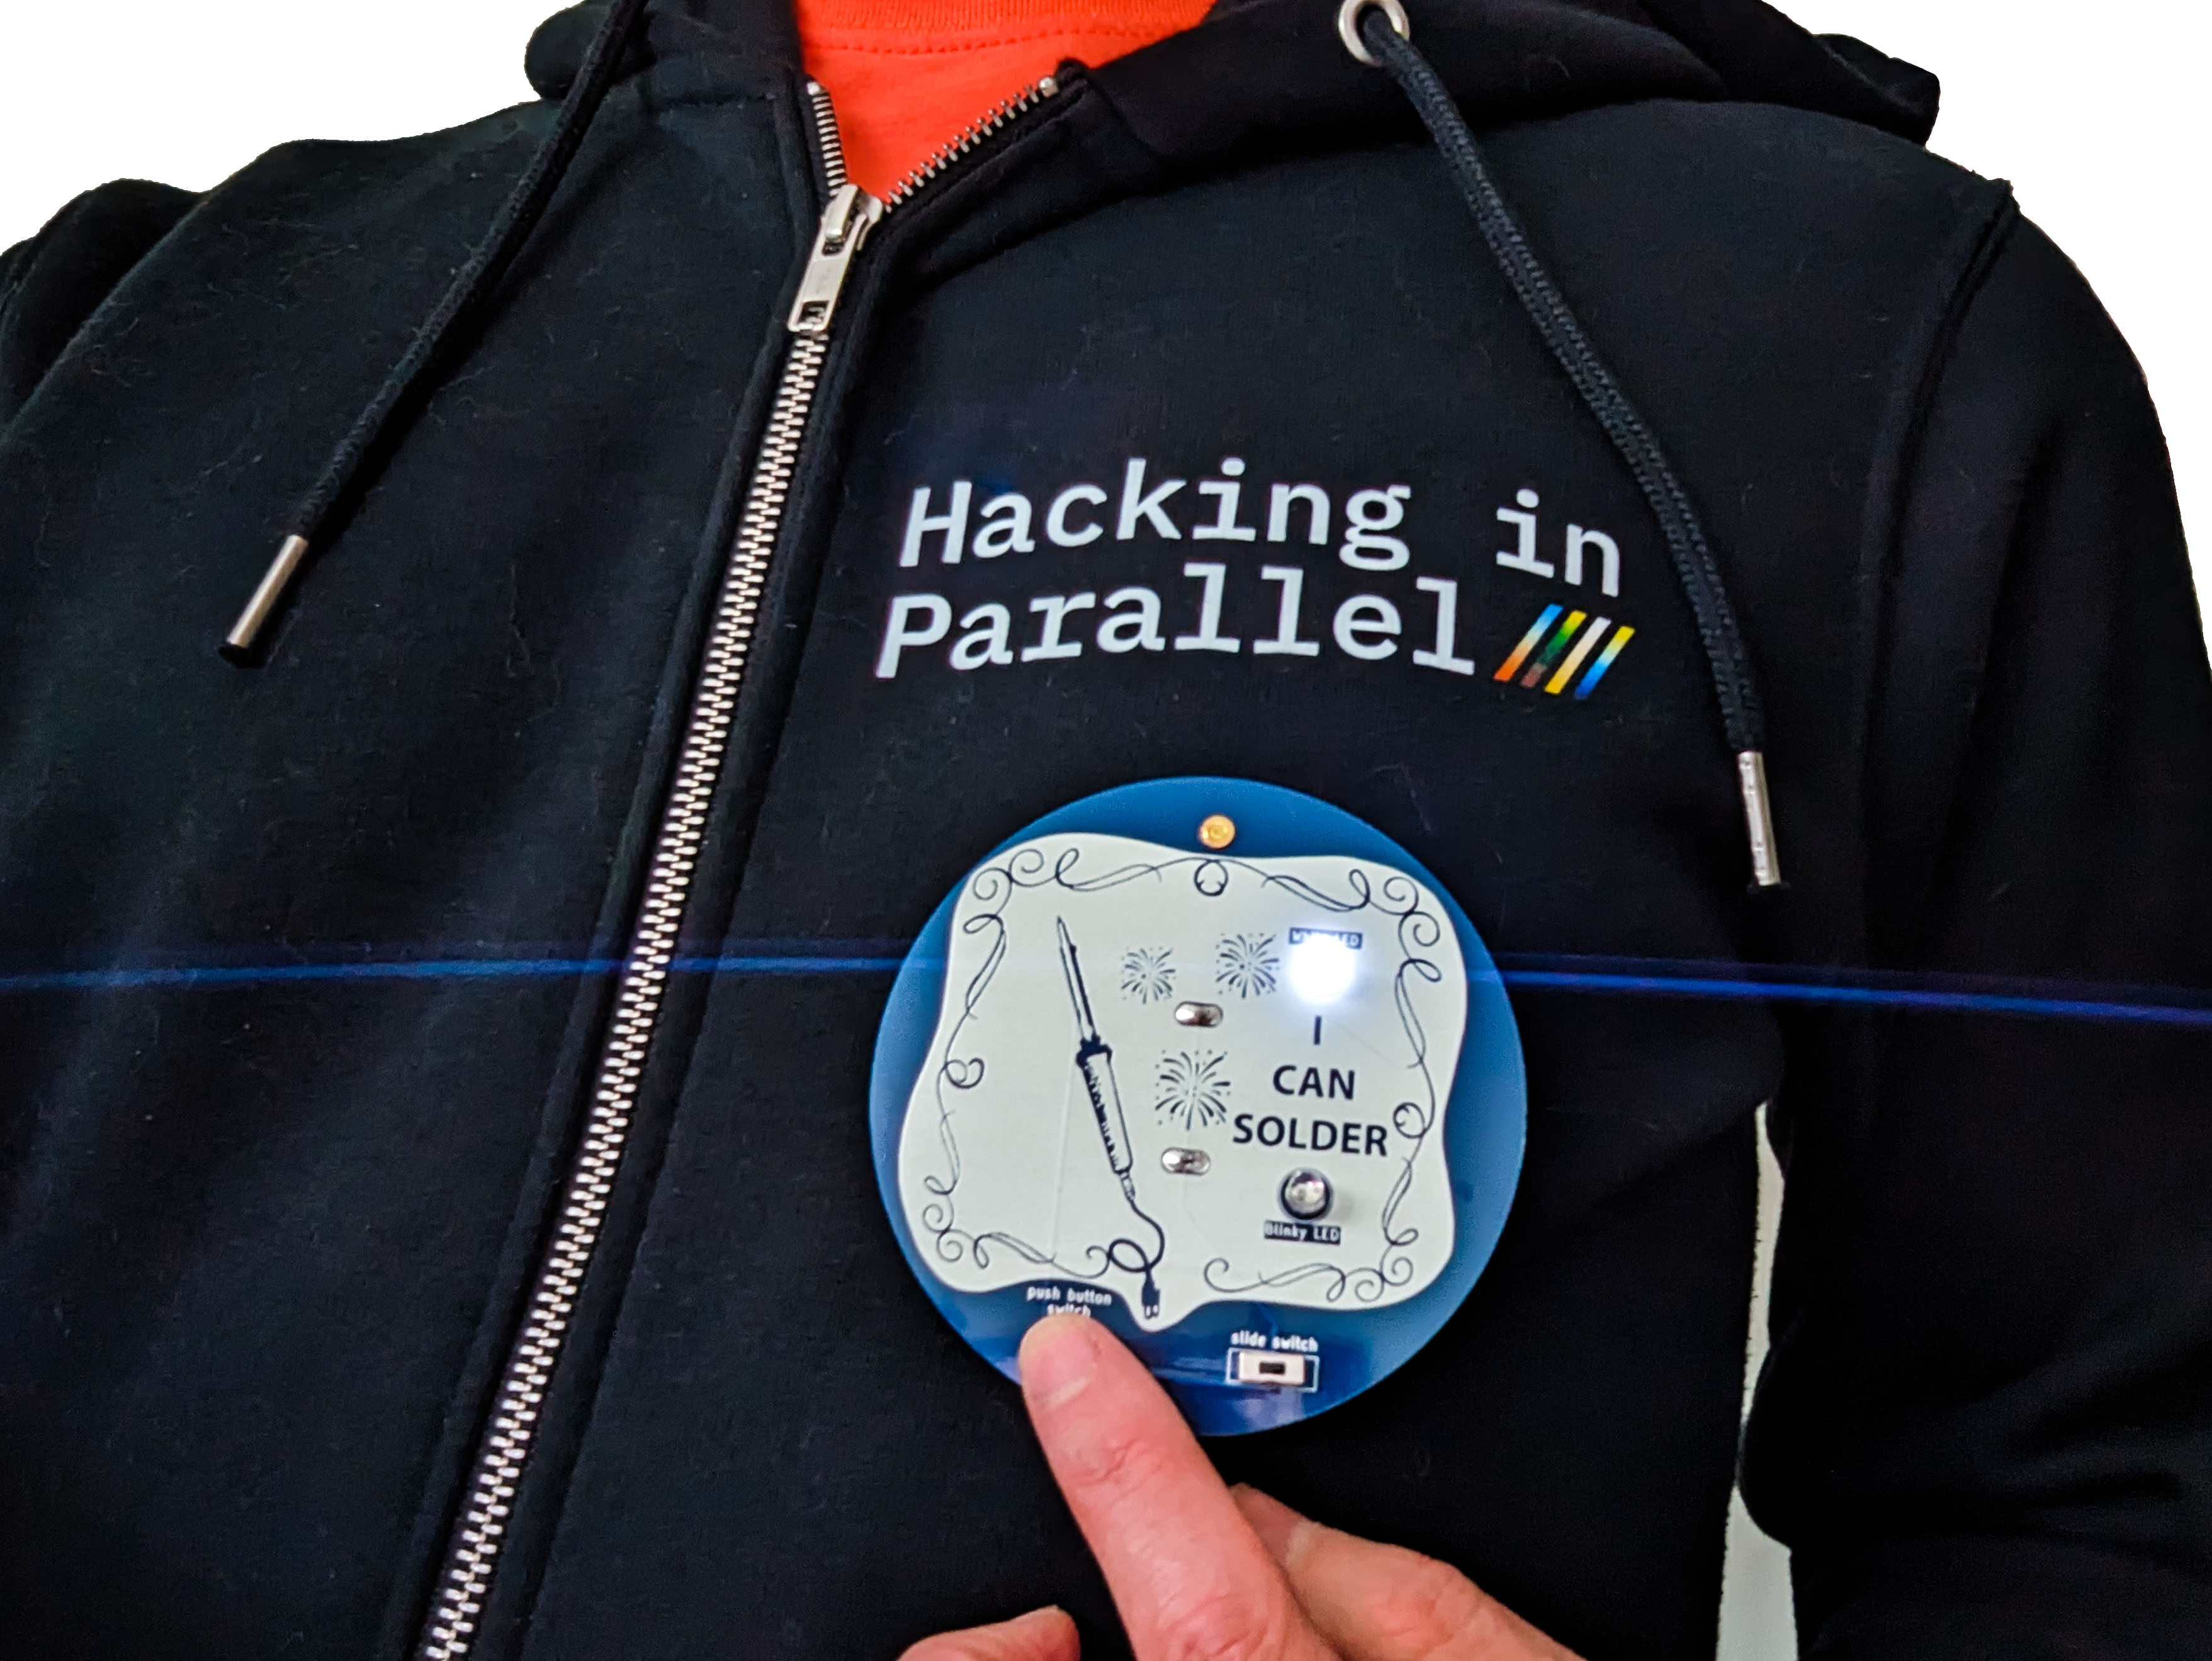 Hacking in
Parallel
I
CAN
SOLDER
Blinky LED
push button
switch
slide switch